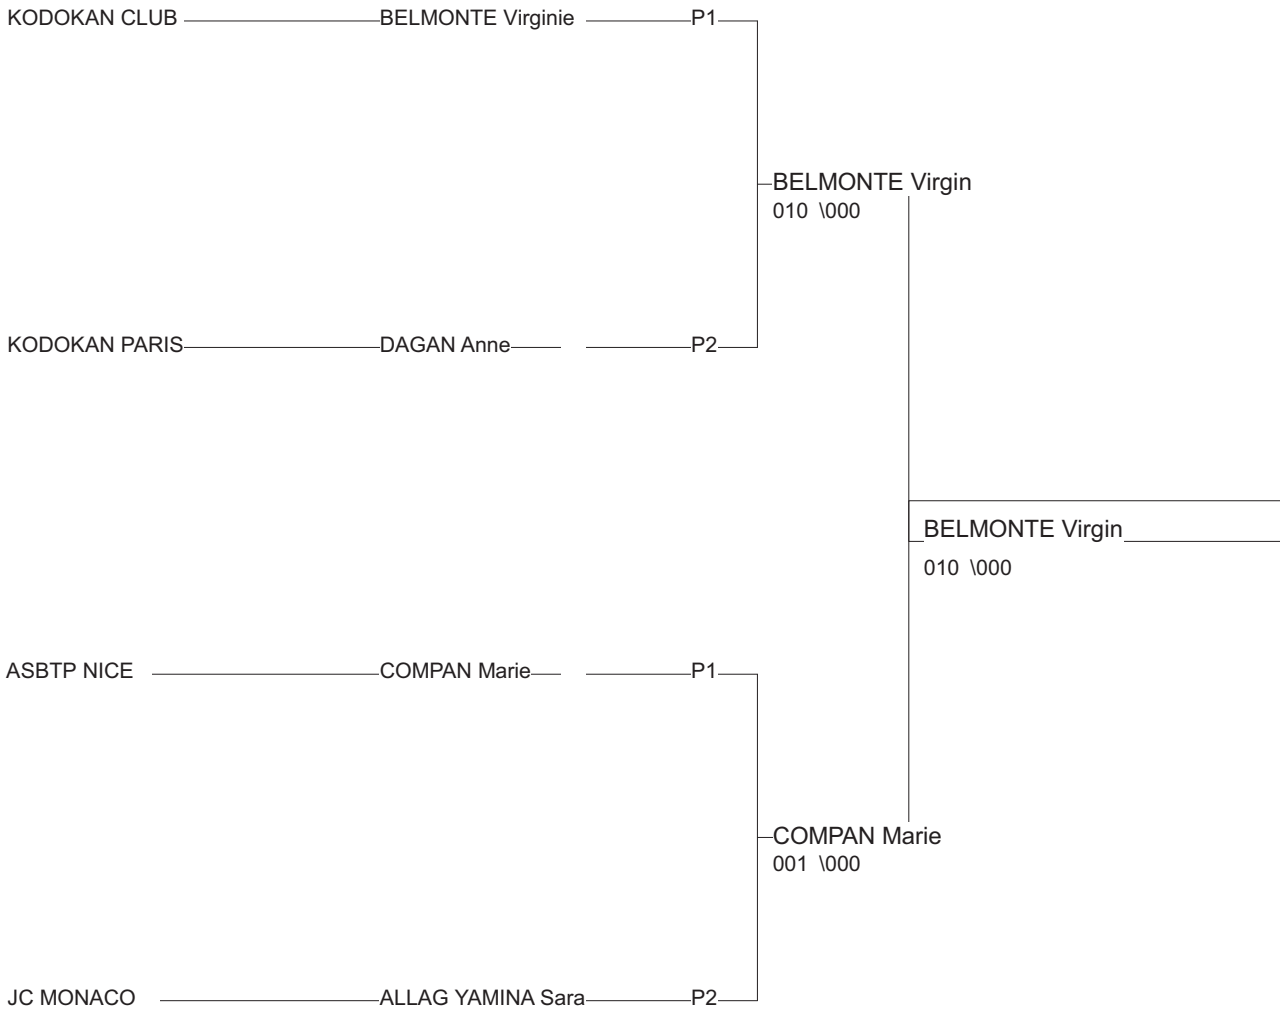 KODOKAN CLUB BELMONTE Virginie P1
BELMONTE Virgin
010 \000
KODOKAN PARIS DAGAN Anne P2
BELMONTE Virgin
010 \000
ASBTP NICE COMPAN Marie P1
COMPAN Marie
001 \000
JC MONACO ALLAG YAMINA Sara P2